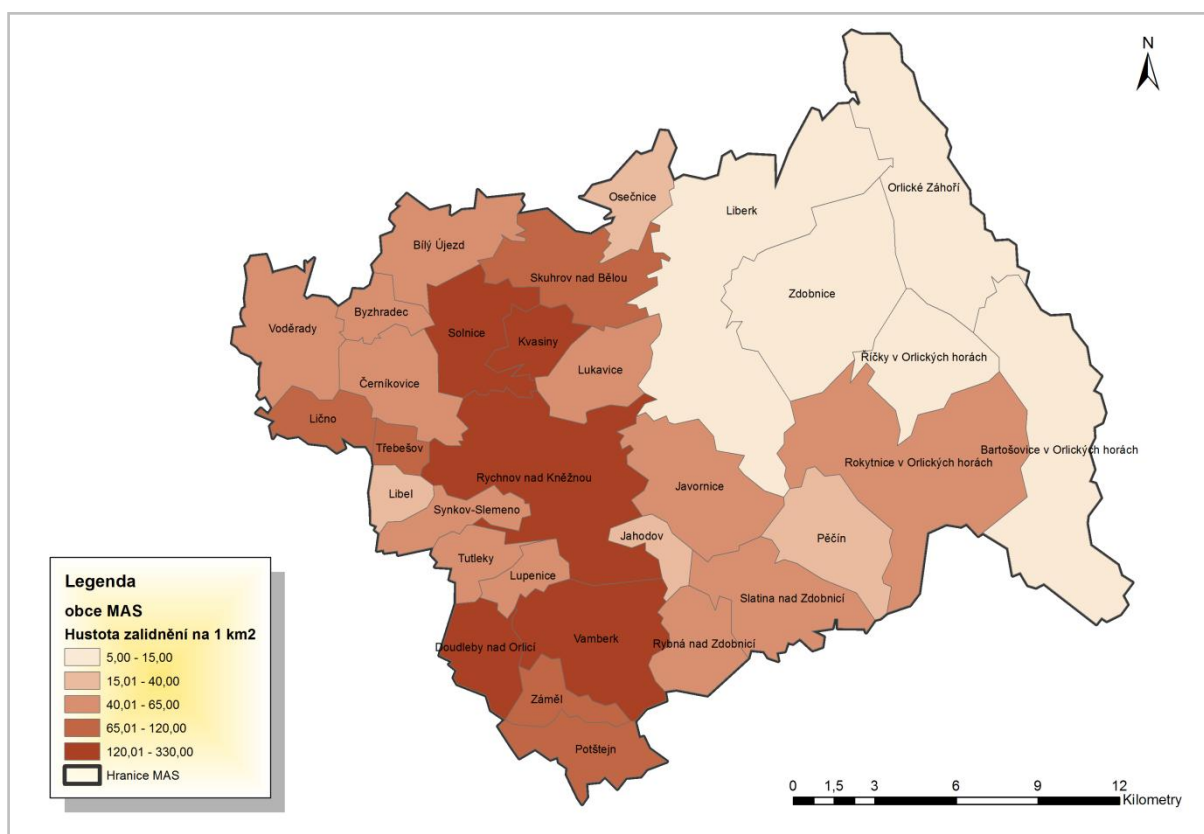 N
Orlické Záhoří
Osečnice
Liberk
Bílý Újezd
Skuhrov nad Bělou
Zdobnice
Byzhradec
Voděrady
Solnice
Kvasiny
Říčky v Orlických horách
Lukavice
Černíkovice
Lično
Třebešov
Bartošovice v Orlických horách
Rokytnice v Orlických horách
Rychnov nad Kněžnou
Javornice
Libel
Synkov-Slemeno
Jahodov
Pěčín
Tutleky
Lupenice
Slatina nad Zdobnicí
Vamberk
Rybná nad Zdobnicí
Doudleby nad Orlicí
Záměl
Potštejn
Legenda
obce MAS
Hustota zalidnění na 1 km2
5,00 - 15,00
15,01 - 40,00
40,01 - 65,00
65,01 - 120,00
120,01 - 330,00
Hranice MAS
0 1,5 3 6 9 12
Kilometry